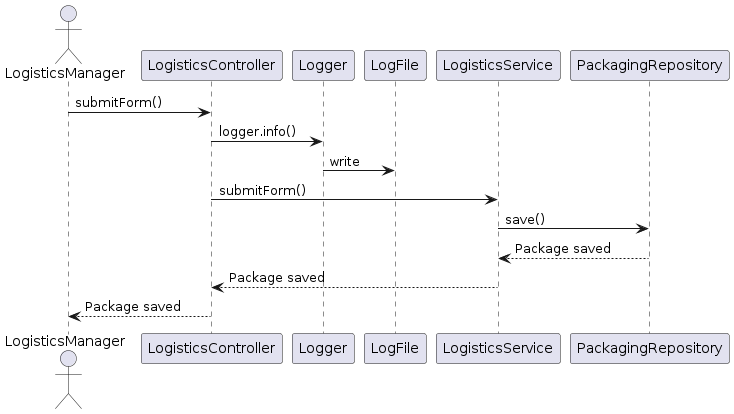 LogisticsManager
LogisticsController
Logger
LogFile
LogisticsService
PackagingRepository
submitForm()
logger.info()
write
submitForm()
save()
Package saved
Package saved
Package saved
LogisticsManager
LogisticsController
Logger
LogFile
LogisticsService
PackagingRepository